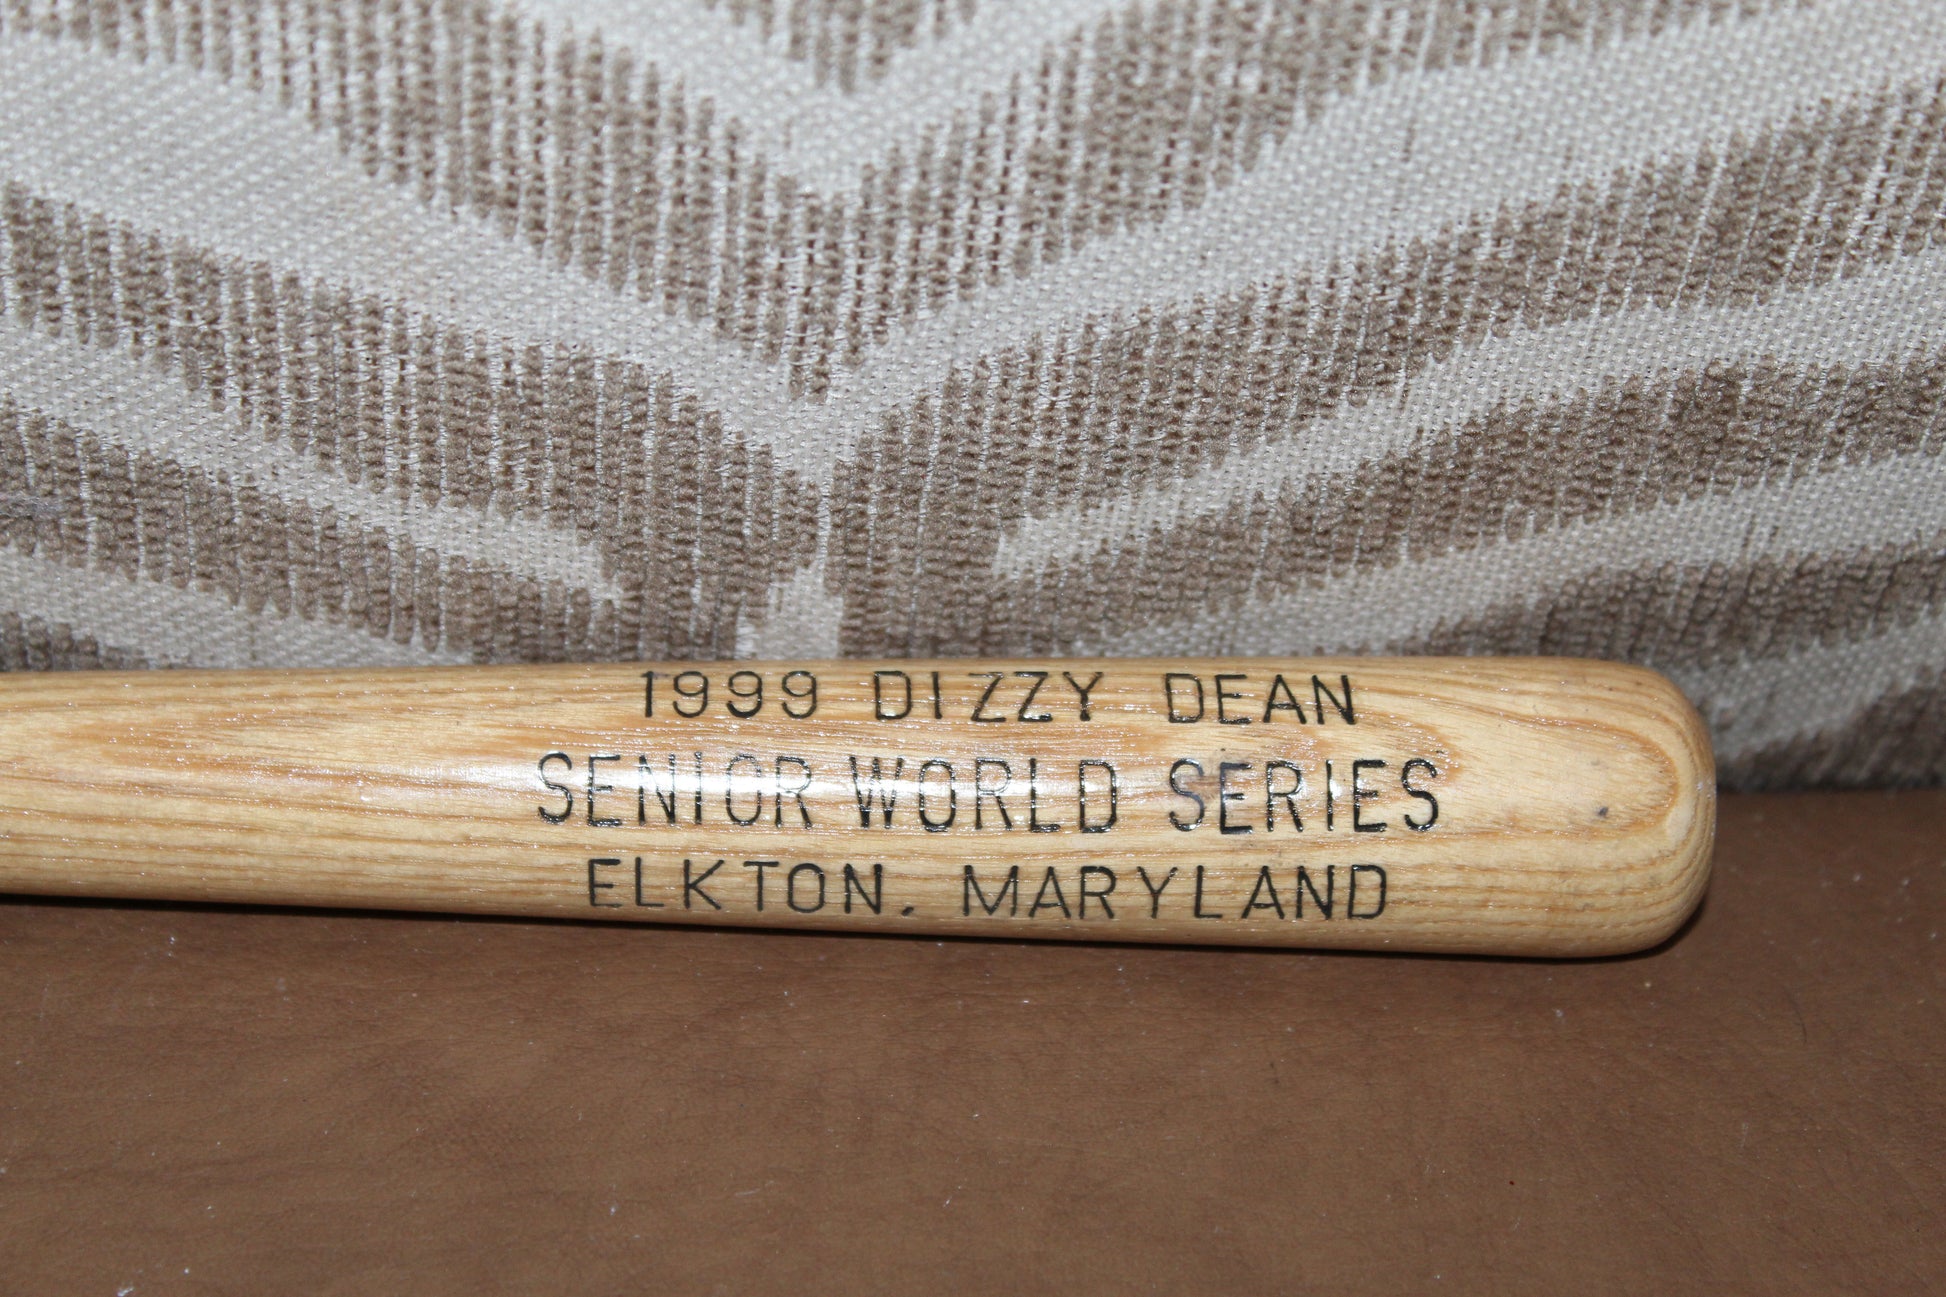 1999 DIZZY DEAN
SENIOR WORLD SERIES
ELKTON, MARYLAND